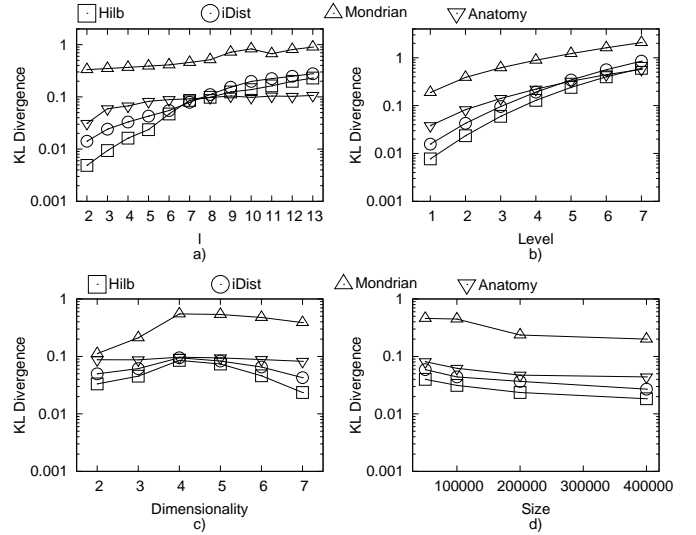 Hilb iDist Mondrian Anatomy
KL Divergence
1
0.1
0.01
0.001
2 3 4 5 6 7 8 9 10 11 12 13
l
a)
KL Divergence
1
0.1
0.01
0.001
1 2 3 4 5 6 7
Level
b)
Hilb iDist Mondrian Anatomy
KL Divergence
1
0.1
0.01
0.001
2 3 4 5 6 7
Dimensionality
c)
KL Divergence
1
0.1
0.01
0.001
100000 200000 300000 400000
Size
d)